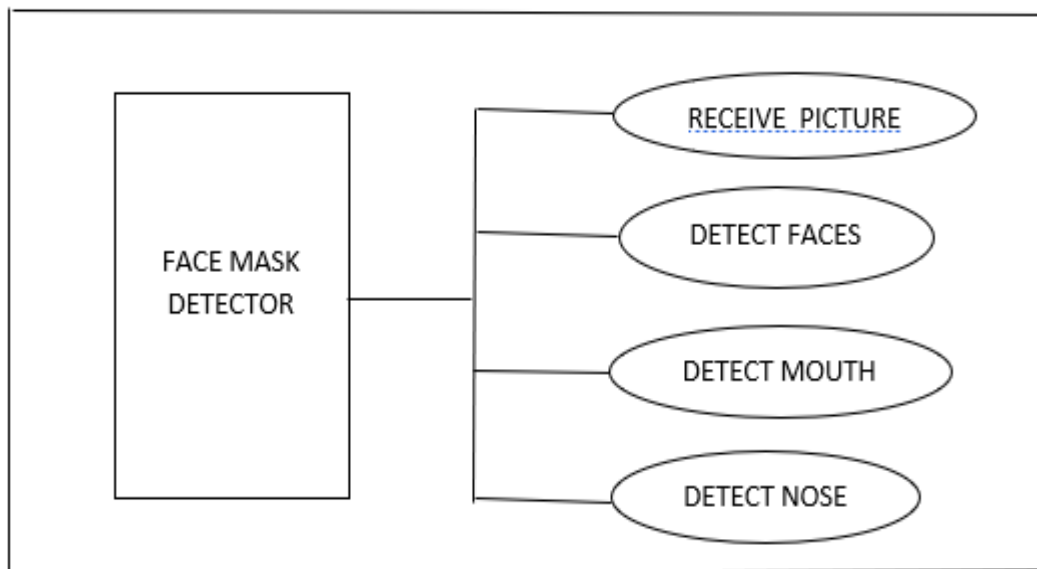 RECEIVE PICTURE
DETECT FACES
FACE MASK
DETECTOR
DETECT MOUTH
DETECT NOSE